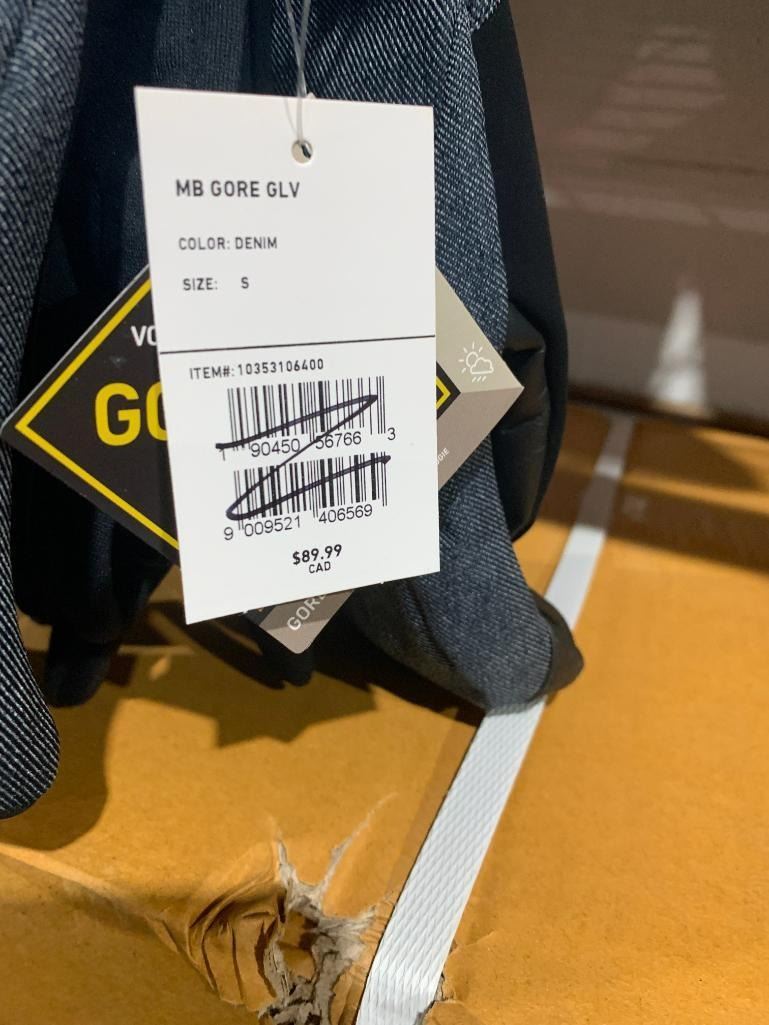 MB GORE GLV
COLOR: DENIM
SIZE: S
ITEM#: 10353106400
1 90450 56766 3
9 009521 406569
$89.99
CAD